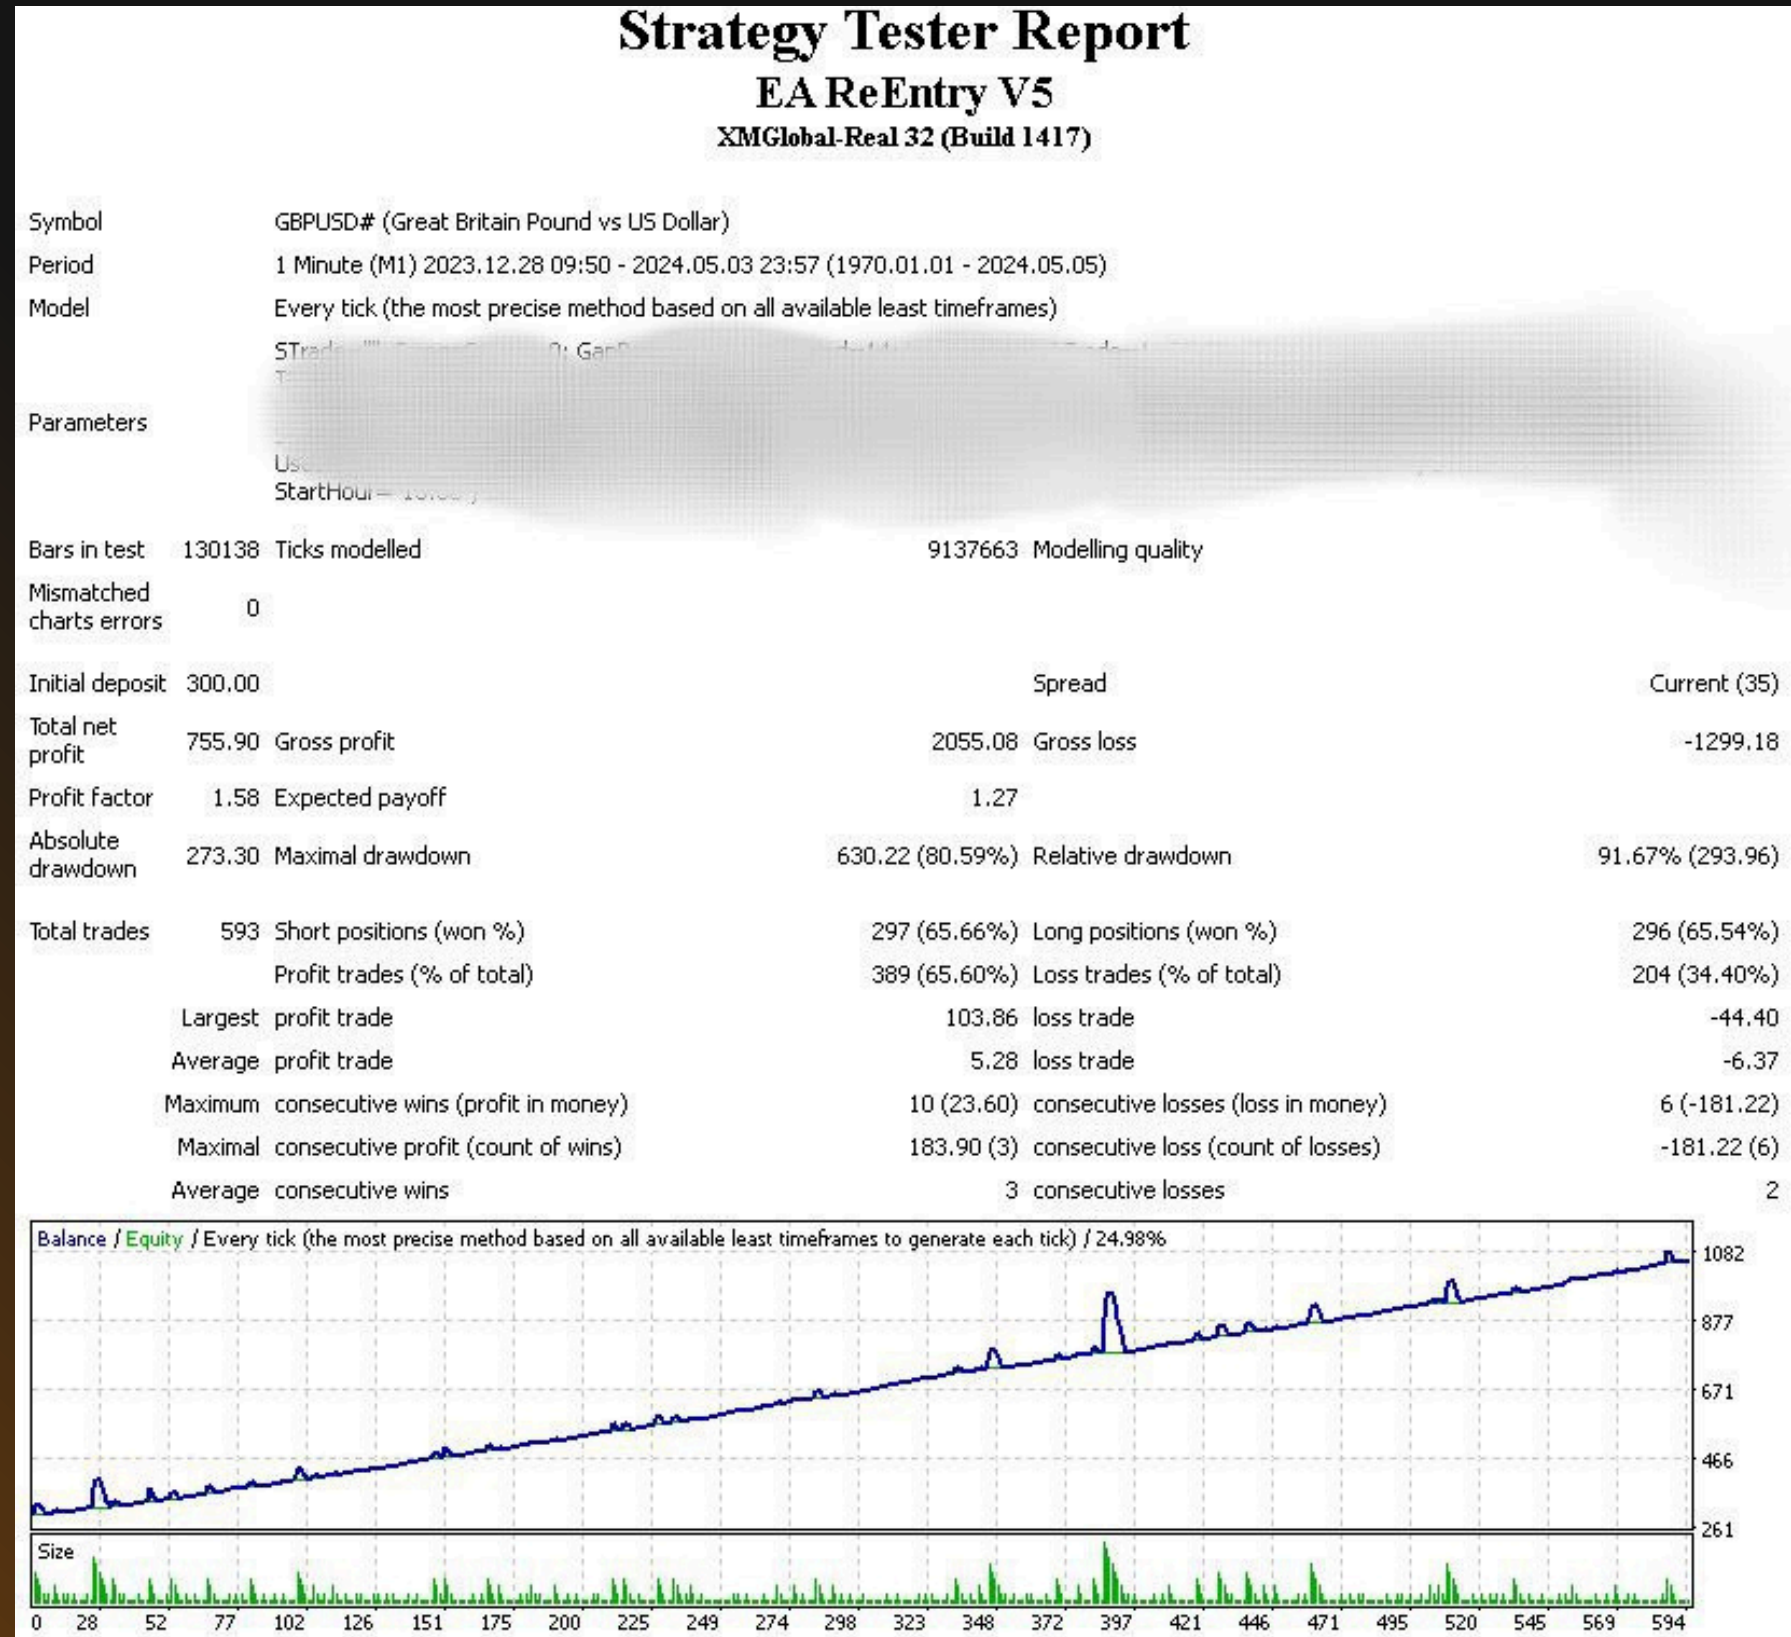 Strategy Tester Report
EA ReEntry V5
XMGlobal-Real 32 (Build 1417)
Symbol GBPUSD# (Great Britain Pound vs US Dollar)
Period 1 Minute (M1) 2023.12.28 09:50 - 2024.05.03 23:57 (1970.01.01 - 2024.05.05)
Model Every tick (the most precise method based on all available least timeframes)
Parameters
StartHour=
Bars in test 130138 Ticks modelled 9137663 Modelling quality
Mismatched
charts errors 0
Initial deposit 300.00 Spread Current (35)
Total net
profit 755.90 Gross profit 2055.08 Gross loss -1299.18
Profit factor 1.58 Expected payoff 1.27
Absolute
drawdown 273.30 Maximal drawdown 630.22 (80.59%) Relative drawdown 91.67% (293.96)
Total trades 593 Short positions (won %) 297 (65.66%) Long positions (won %) 296 (65.54%)
Profit trades (% of total) 389 (65.60%) Loss trades (% of total) 204 (34.40%)
Largest profit trade 103.86 loss trade -44.40
Average profit trade 5.28 loss trade -6.37
Maximum consecutive wins (profit in money) 10 (23.60) consecutive losses (loss in money) 6 (-181.22)
Maximal consecutive profit (count of wins) 183.90 (3) consecutive loss (count of losses) -181.22 (6)
Average consecutive wins 3 consecutive losses 2
Balance / Equity / Every tick (the most precise method based on all available least timeframes to generate each tick) / 24.98%
1082
877
671
466
261
Size
0 28 52 77 102 126 151 175 200 225 249 274 298 323 348 372 397 421 446 471 495 520 545 569 594